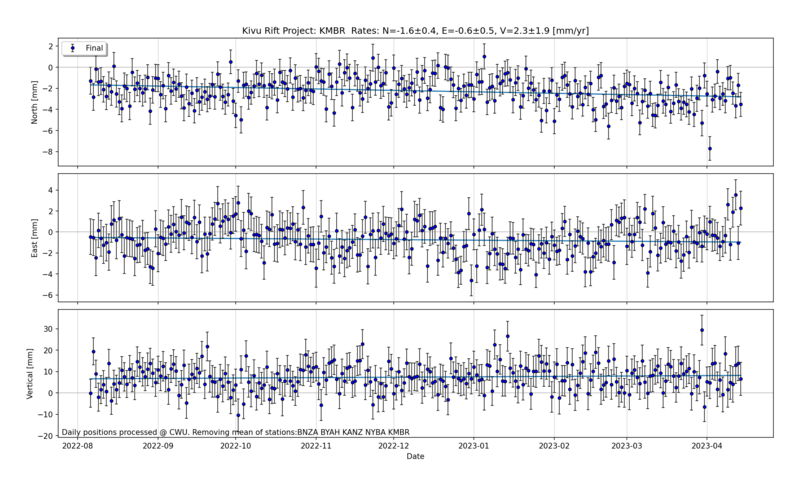 Kivu Rift Project: KMBR Rates: N=-1.6±0.4, E=-0.6±0.5, V=2.3±1.9 [mm/yr]
Final
North [mm]
2
0
−2
−4
−6
−8
East [mm]
4
2
0
−2
−4
−6
Vertical [mm]
30
20
10
0
−10
−20
Daily positions processed @ CWU. Removing mean of stations:BNZA BYAH KANZ NYBA KMBR
2022-08 2022-09 2022-10 2022-11 2022-12 2023-01 2023-02 2023-03 2023-04
Date